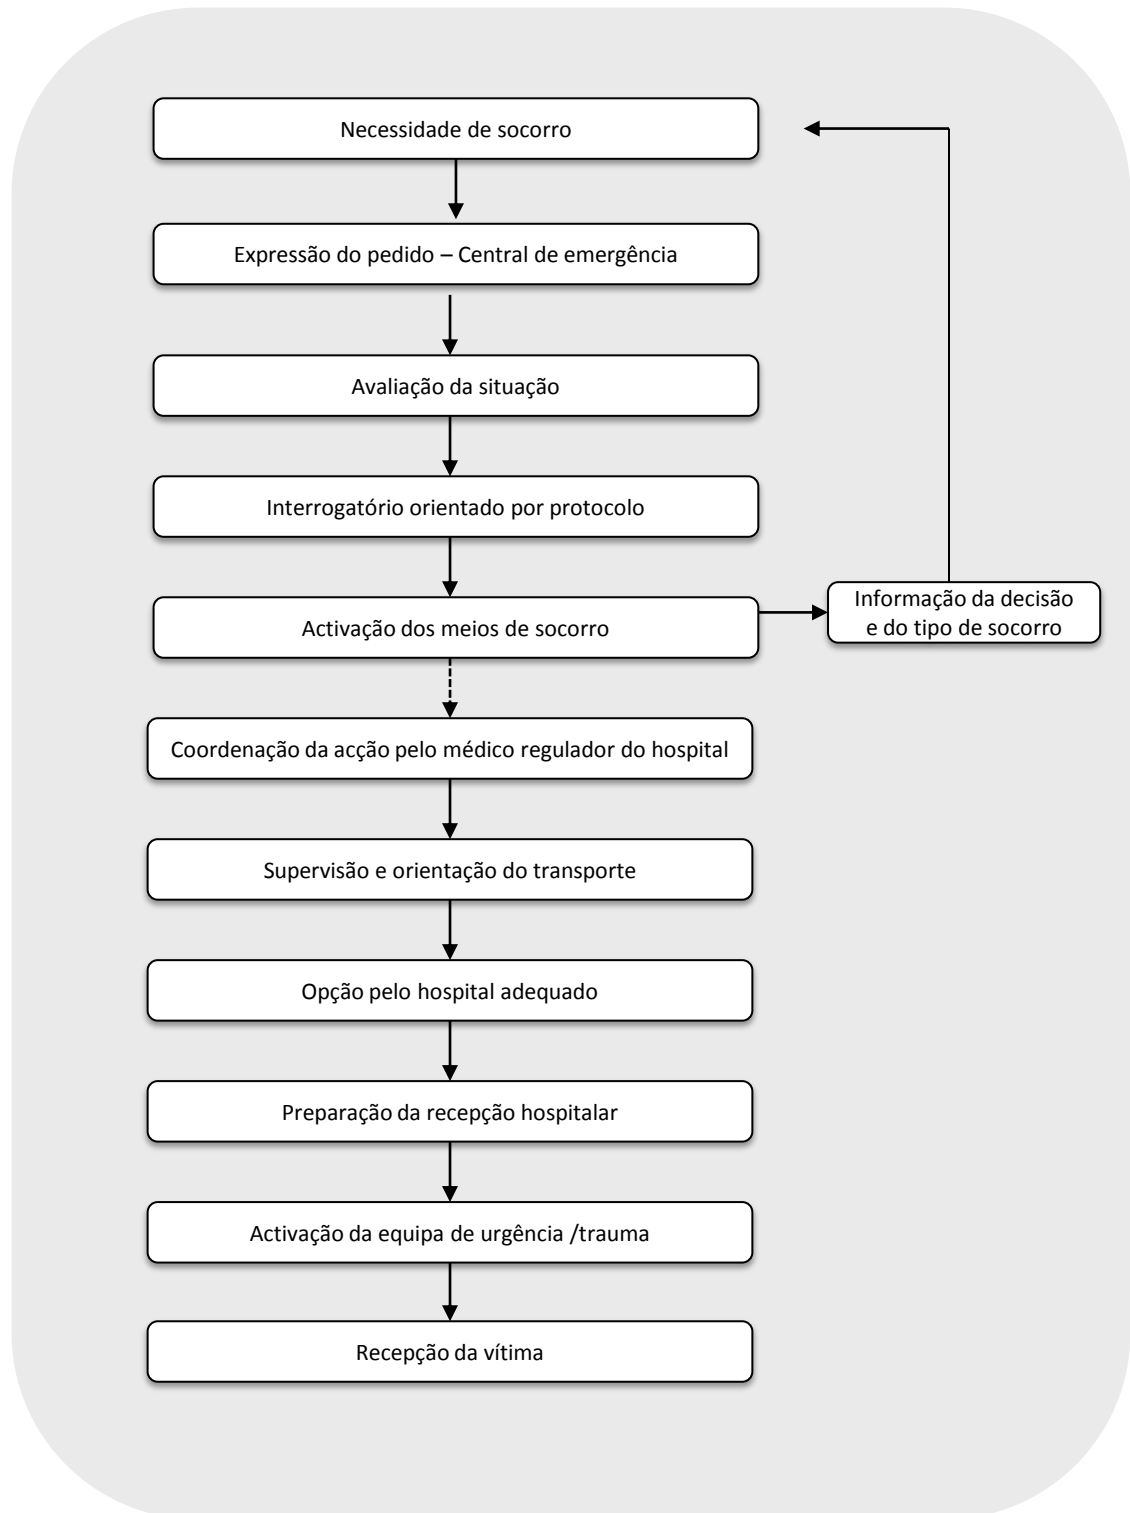 Necessidade de socorro
Expressão do pedido – Central de emergência
Avaliação da situação
Interrogatório orientado por protocolo
Activação dos meios de socorro
Informação da decisão
e do tipo de socorro
Coordenação da acção pelo médico regulador do hospital
Supervisão e orientação do transporte
Opção pelo hospital adequado
Preparação da recepção hospitalar
Activação da equipa de urgência /trauma
Recepção da vítima